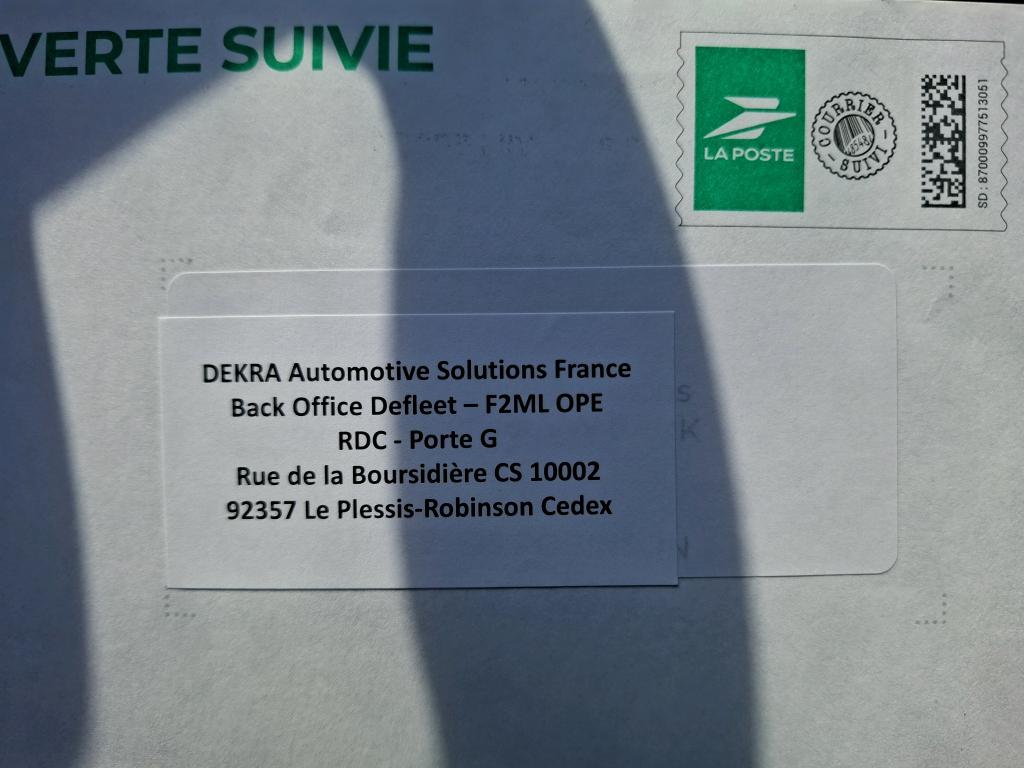 VERTE SUIVIE
LA POSTE
COURRIER
SUIVI
SD : 8700099777513051
DEKRA Automotive Solutions France
Back Office Defleet – F2ML OPE
RDC - Porte G
Rue de la Boursidière CS 10002
92357 Le Plessis-Robinson Cedex